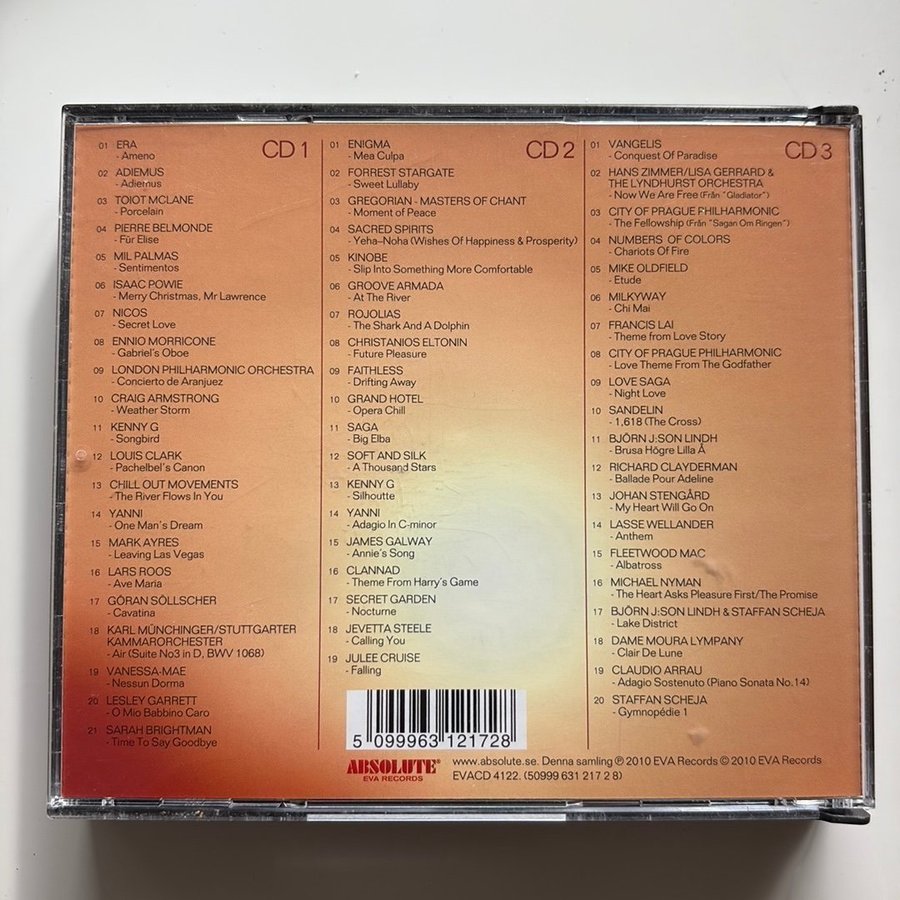 CD 1
01 ERA
- Ameno
02 ADIEMUS
- Adiemus
03 TOIOT MCLANE
- Porcelain
04 PIERRE BELMONDE
- Für Elise
05 MIL PALMAS
- Sentimentos
06 ISAAC POWIE
- Merry Christmas, Mr Lawrence
07 NICOS
- Secret Love
08 ENNIO MORRICONE
- Gabriel's Oboe
09 LONDON PHILHARMONIC ORCHESTRA
- Concierto de Aranjuez
10 CRAIG ARMSTRONG
- Weather Storm
11 KENNY G
- Songbird
12 LOUIS CLARK
- Pachelbel's Canon
13 CHILL OUT MOVEMENTS
- The River Flows In You
14 YANNI
- One Man's Dream
15 MARK AYRES
- Leaving Las Vegas
16 LARS ROOS
- Ave Maria
17 GÖRAN SÖLLSCHER
- Cavatina
18 KARL MÜNCHINGER/STUTTGARTER
KAMMARORCHESTER
- Air (Suite No3 in D, BWV 1068)
19 VANESSA-MAE
- Nessun Dorma
20 LESLEY GARRETT
- O Mio Babbino Caro
21 SARAH BRIGHTMAN
- Time To Say Goodbye
CD 2
01 ENIGMA
- Mea Culpa
02 FORREST STARGATE
- Sweet Lullaby
03 GREGORIAN - MASTERS OF CHANT
- Moment of Peace
04 SACRED SPIRITS
- Yeha-Noha (Wishes Of Happiness & Prosperity)
05 KINOBE
- Slip Into Something More Comfortable
06 GROOVE ARMADA
- At The River
07 ROJOLIAS
- The Shark And A Dolphin
08 CHRISTANIOS ELTONIN
- Future Pleasure
09 FAITHLESS
- Drifting Away
10 GRAND HOTEL
- Opera Chill
11 SAGA
- Big Elba
12 SOFT AND SILK
- A Thousand Stars
13 KENNY G
- Silhoutte
14 YANNI
- Adagio In C-minor
15 JAMES GALWAY
- Annie's Song
16 CLANNAD
- Theme From Harry's Game
17 SECRET GARDEN
- Nocturne
18 JEVETTA STEELE
- Calling You
19 JULEE CRUISE
- Falling
CD 3
01 VANGELIS
- Conquest Of Paradise
02 HANS ZIMMER/LISA GERRARD &
THE LYNDHURST ORCHESTRA
- Now We Are Free (Från "Gladiator")
03 CITY OF PRAGUE PHILHARMONIC
- The Fellowship (Från "Sagan Om Ringen")
04 NUMBERS OF COLORS
- Chariots Of Fire
05 MIKE OLDFIELD
- Etude
06 MILKYWAY
- Chi Mai
07 FRANCIS LAI
- Theme from Love Story
08 CITY OF PRAGUE PHILHARMONIC
- Love Theme From The Godfather
09 LOVE SAGA
- Night Love
10 SANDELIN
- 1,618 (The Cross)
11 BJÖRN J:SON LINDH
- Brusa Högre Lilla Å
12 RICHARD CLAYDERMAN
- Ballade Pour Adeline
13 JOHAN STENGÅRD
- My Heart Will Go On
14 LASSE WELLANDER
- Anthem
15 FLEETWOOD MAC
- Albatross
16 MICHAEL NYMAN
- The Heart Asks Pleasure First/The Promise
17 BJÖRN J:SON LINDH & STAFFAN SCHEJA
- Lake District
18 DAME MOURA LYMPANY
- Clair De Lune
19 CLAUDIO ARRAU
- Adagio Sostenuto (Piano Sonata No.14)
20 STAFFAN SCHEJA
- Gymnopédie 1
5 099963 121728
ABSOLUTE®
EVA RECORDS
www.absolute.se. Denna samling ℗ 2010 EVA Records © 2010 EVA Records
EVACD 4122. (50999 631 217 2 8)